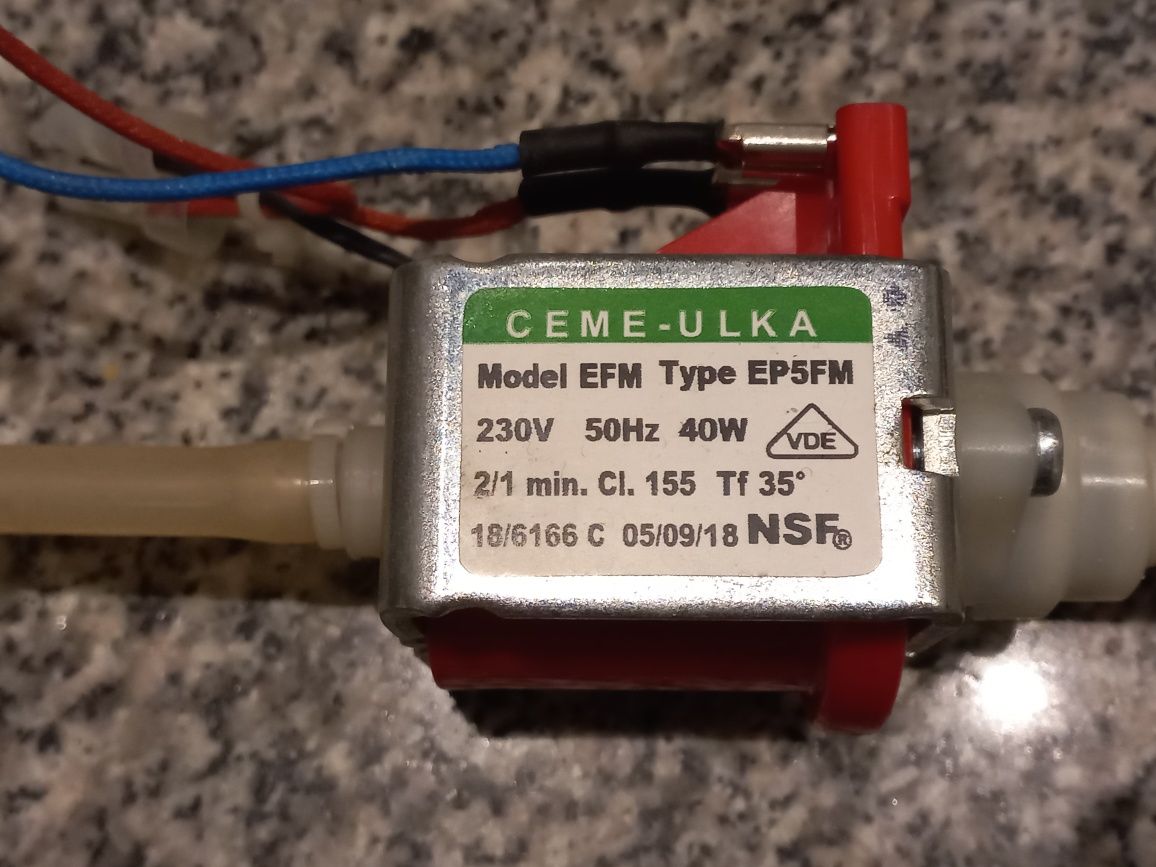 CEME-ULKA
Model EFM Type EP5FM
230V 50Hz 40W VDE
2/1 min. Cl. 155 Tf 35°
18/6166 C 05/09/18 NSF®